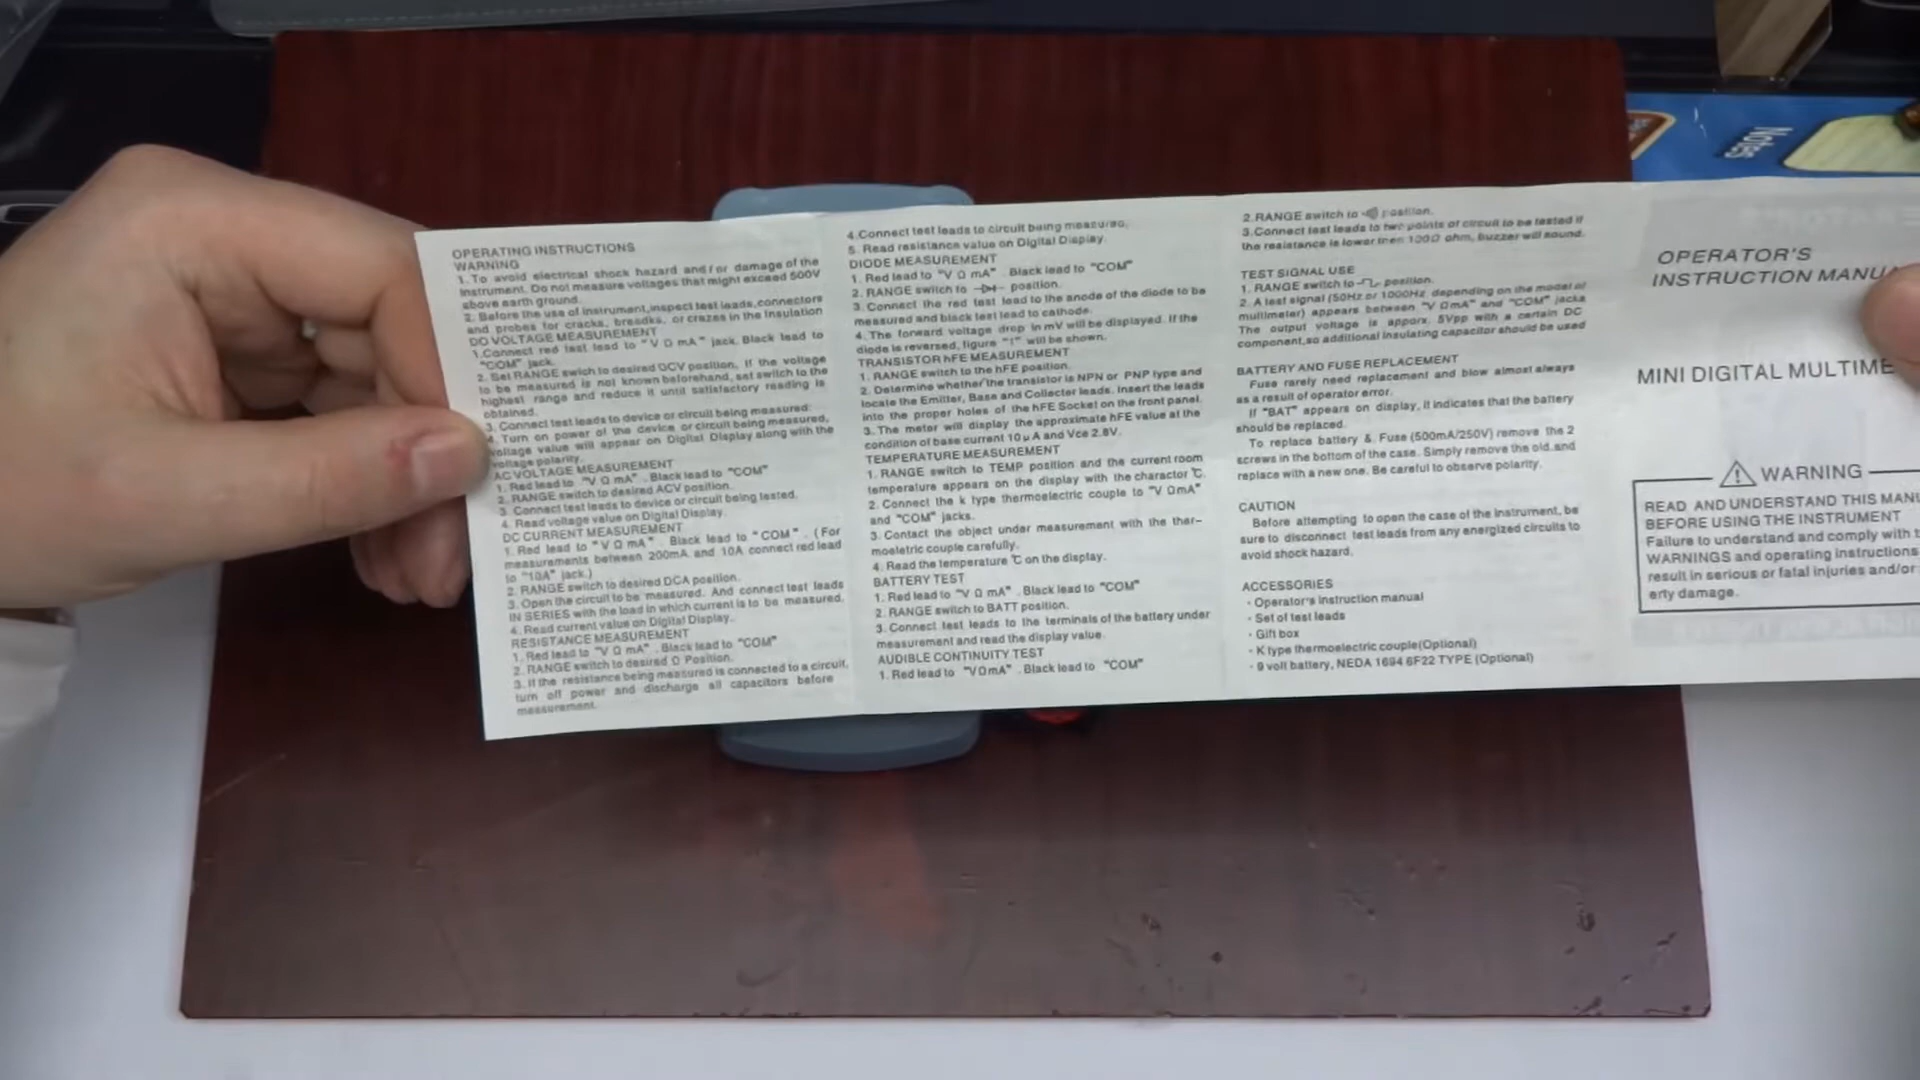 OPERATING INSTRUCTIONS
WARNING
1. To avoid electrical shock hazard and/or damage of the
instrument. Do not measure voltages that might exceed 500V
above earth ground.
2. Before the use of instrument,inspect test leads,connectors
and probes for cracks, breadks, or crazes in the insulation
DO VOLTAGE MEASUREMENT
1.Connect red test lead to "V Ω mA" jack. Black lead to
"COM" jack.
2. Set RANGE swich to desired DCV position, if the voltage
to be measured is not known beforehand, set switch to the
highest range and reduce it until satisfactory reading is
obtained.
3. Connect test leads to device or circuit being measured.
4. Turn on power of the device or circuit being measured,
voltage value will appear on Digital Display along with the
voltage polarity.
AC VOLTAGE MEASUREMENT
1. Red lead to "V Ω mA" . Black lead to "COM"
2. RANGE switch to desired ACV position.
3. Connect test leads to device or circuit being tested.
4. Read voltage value on Digital Display.
DC CURRENT MEASUREMENT
1. Red lead to "V Ω mA" . Black lead to "COM" . (For
measurements between 200mA and 10A connect red lead
to "10A" jack.)
2. RANGE switch to desired DCA position.
3. Open the circuit to be measured. And connect test leads
IN SERIES with the load in which current is to be measured.
4. Read current value on Digital Display.
RESISTANCE MEASUREMENT
1. Red lead to "V Ω mA" . Black lead to "COM"
2. RANGE switch to desired Ω Position.
3. If the resistance being measured is connected to a circuit,
turn off power and discharge all capacitors before
measurement.
4.Connect test leads to circuit being measured.
5. Read resistance value on Digital Display.
DIODE MEASUREMENT
1. Red lead to "V Ω mA" . Black lead to "COM"
2. RANGE switch to position.
3. Connect the red test lead to the anode of the diode to be
measured and black test lead to cathode.
4. The forward voltage drop in mV will be displayed. If the
diode is reversed, figure "1" will be shown.
TRANSISTOR hFE MEASUREMENT
1. RANGE switch to the hFE position.
2. Determine whether the transistor is NPN or PNP type and
locate the Emitter, Base and Collector leads. Insert the leads
into the proper holes of the hFE Socket on the front panel.
3. The meter will display the approximate hFE value at the
condition of base current 10μA and Vce 2.8V.
TEMPERATURE MEASUREMENT
1. RANGE switch to TEMP position and the current room
temperature appears on the display with the charactor ℃.
2. Connect the k type thermoelectric couple to "V ΩmA"
and "COM" jacks.
3. Contact the object under measurement with the ther-
moeletric couple carefully.
4. Read the temperature ℃ on the display.
BATTERY TEST
1. Red lead to "V Ω mA" . Black lead to "COM"
2. RANGE switch to BATT position.
3. Connect test leads to the terminals of the battery under
measurement and read the display value.
AUDIBLE CONTINUITY TEST
1. Red lead to "VΩmA" . Black lead to "COM"
2.RANGE switch to position.
3.Connect test leads to two points of circuit to be tested if
the resistance is lower then 100Ω ohm, buzzer will sound.
TEST SIGNAL USE
1. RANGE switch to position.
2. A test signal (50Hz or 1000Hz depending on the model of
multimeter) appears between "V ΩmA" and "COM" jacks
The output voltage is apporx. 5Vpp with a certain DC
component,so additional insulating capacitor should be used
BATTERY AND FUSE REPLACEMENT
Fuse rarely need replacement and blow almost always
as a result of operator error.
If "BAT" appears on display, it indicates that the battery
should be replaced.
To replace battery & Fuse (500mA/250V) remove the 2
screws in the bottom of the case. Simply remove the old.and
replace with a new one. Be careful to observe polarity.
CAUTION
Before attempting to open the case of the instrument, be
sure to disconnect test leads from any energized circuits to
avoid shock hazard.
ACCESSORIES
· Operator's instruction manual
· Set of test leads
· Gift box
· K type thermoelectric couple(Optional)
· 9 volt battery, NEDA 1694 6F22 TYPE (Optional)
OPERATOR'S
INSTRUCTION MANU
MINI DIGITAL MULTIME
WARNING
READ AND UNDERSTAND THIS MANU
BEFORE USING THE INSTRUMENT
Failure to understand and comply with t
WARNINGS and operating instructions
result in serious or fatal injuries and/or
erty damage.
Notes